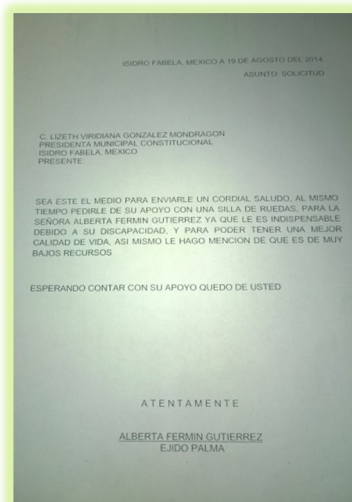 ISIDRO FABELA, MEXICO A 19 DE AGOSTO DEL 2014
ASUNTO: SOLICITUD
C. LIZETH VIRIDIANA GONZALEZ MONDRAGON
PRESIDENTA MUNICIPAL CONSTITUCIONAL
ISIDRO FABELA, MEXICO
PRESENTE
SEA ESTE EL MEDIO PARA ENVIARLE UN CORDIAL SALUDO, AL MISMO
TIEMPO PEDIRLE DE SU APOYO CON UNA SILLA DE RUEDAS, PARA LA
SEÑORA ALBERTA FERMIN GUTIERREZ YA QUE LE ES INDISPENSABLE
DEBIDO A SU DISCAPACIDAD, Y PARA PODER TENER UNA MEJOR
CALIDAD DE VIDA, ASI MISMO LE HAGO MENCIÓN DE QUE ES DE MUY
BAJOS RECURSOS
ESPERANDO CONTAR CON SU APOYO QUEDO DE USTED
ATENTAMENTE
ALBERTA FERMIN GUTIERREZ
EJIDO PALMA